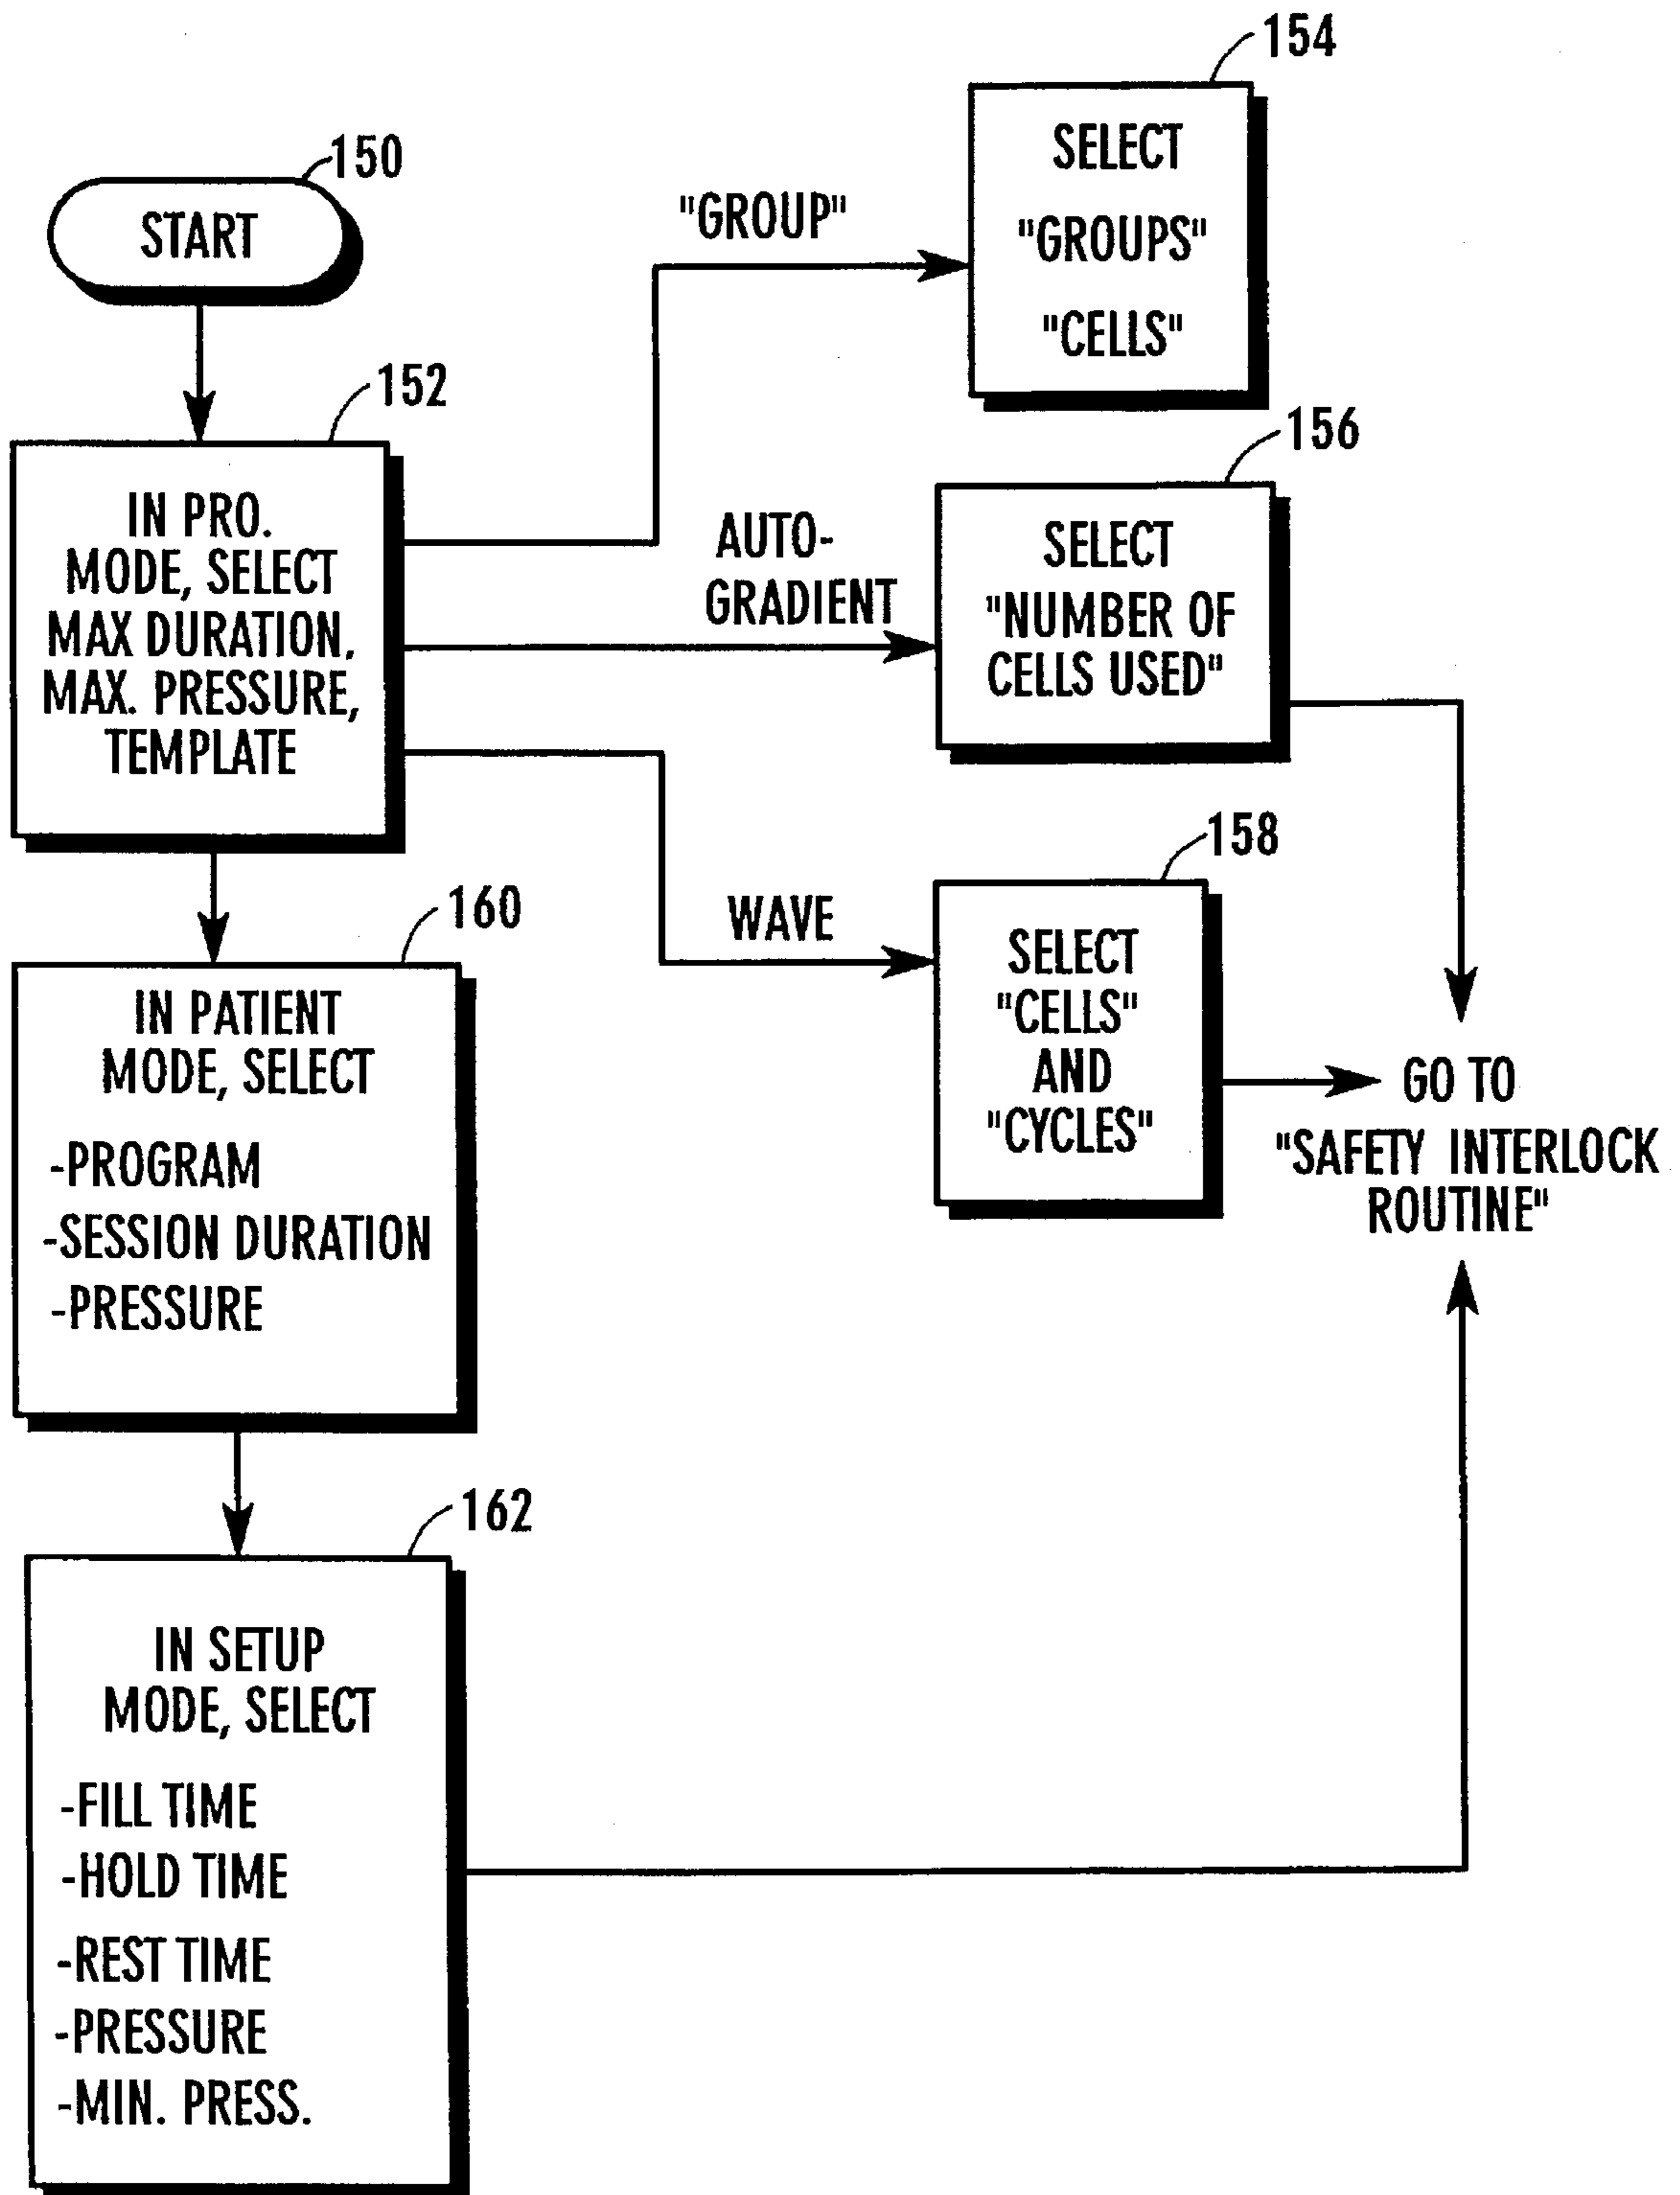 154
SELECT
"GROUPS"
"CELLS"
150
START
"GROUP"
152
IN PRO.
MODE, SELECT
MAX DURATION,
MAX. PRESSURE,
TEMPLATE
AUTO-
GRADIENT
156
SELECT
"NUMBER OF
CELLS USED"
WAVE
158
SELECT
"CELLS"
AND
"CYCLES"
GO TO
"SAFETY INTERLOCK
ROUTINE"
160
IN PATIENT
MODE, SELECT
-PROGRAM
-SESSION DURATION
-PRESSURE
162
IN SETUP
MODE, SELECT
-FILL TIME
-HOLD TIME
-REST TIME
-PRESSURE
-MIN. PRESS.